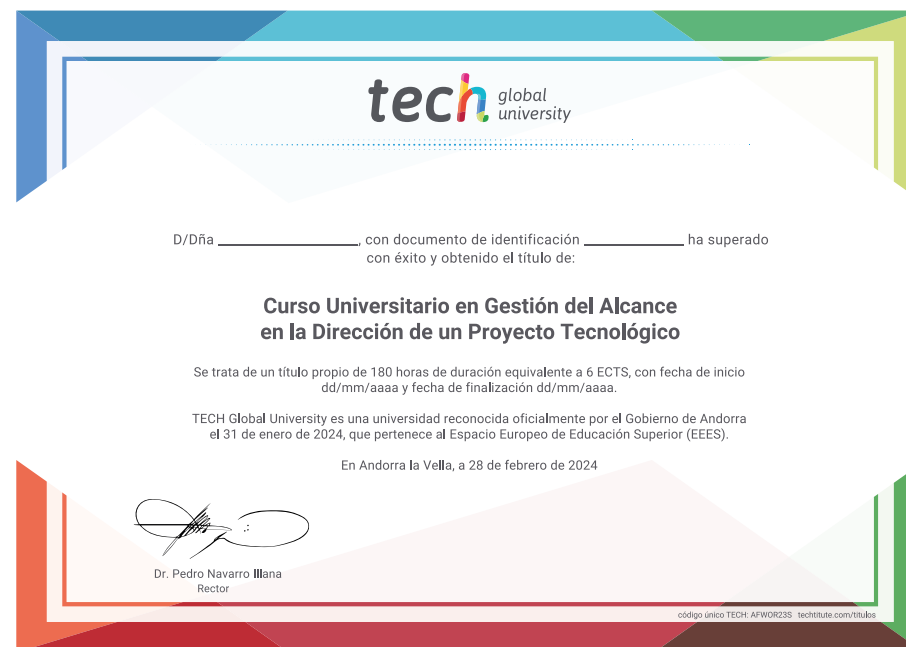 tech global university
D/Dña ____________________, con documento de identificación ______________ ha superado
con éxito y obtenido el título de:
Curso Universitario en Gestión del Alcance
en la Dirección de un Proyecto Tecnológico
Se trata de un título propio de 180 horas de duración equivalente a 6 ECTS, con fecha de inicio
dd/mm/aaaa y fecha de finalización dd/mm/aaaa.
TECH Global University es una universidad reconocida oficialmente por el Gobierno de Andorra
el 31 de enero de 2024, que pertenece al Espacio Europeo de Educación Superior (EEES).
En Andorra la Vella, a 28 de febrero de 2024
Dr. Pedro Navarro Illana
Rector
código único TECH: AFWOR23S techtitute.com/titulos